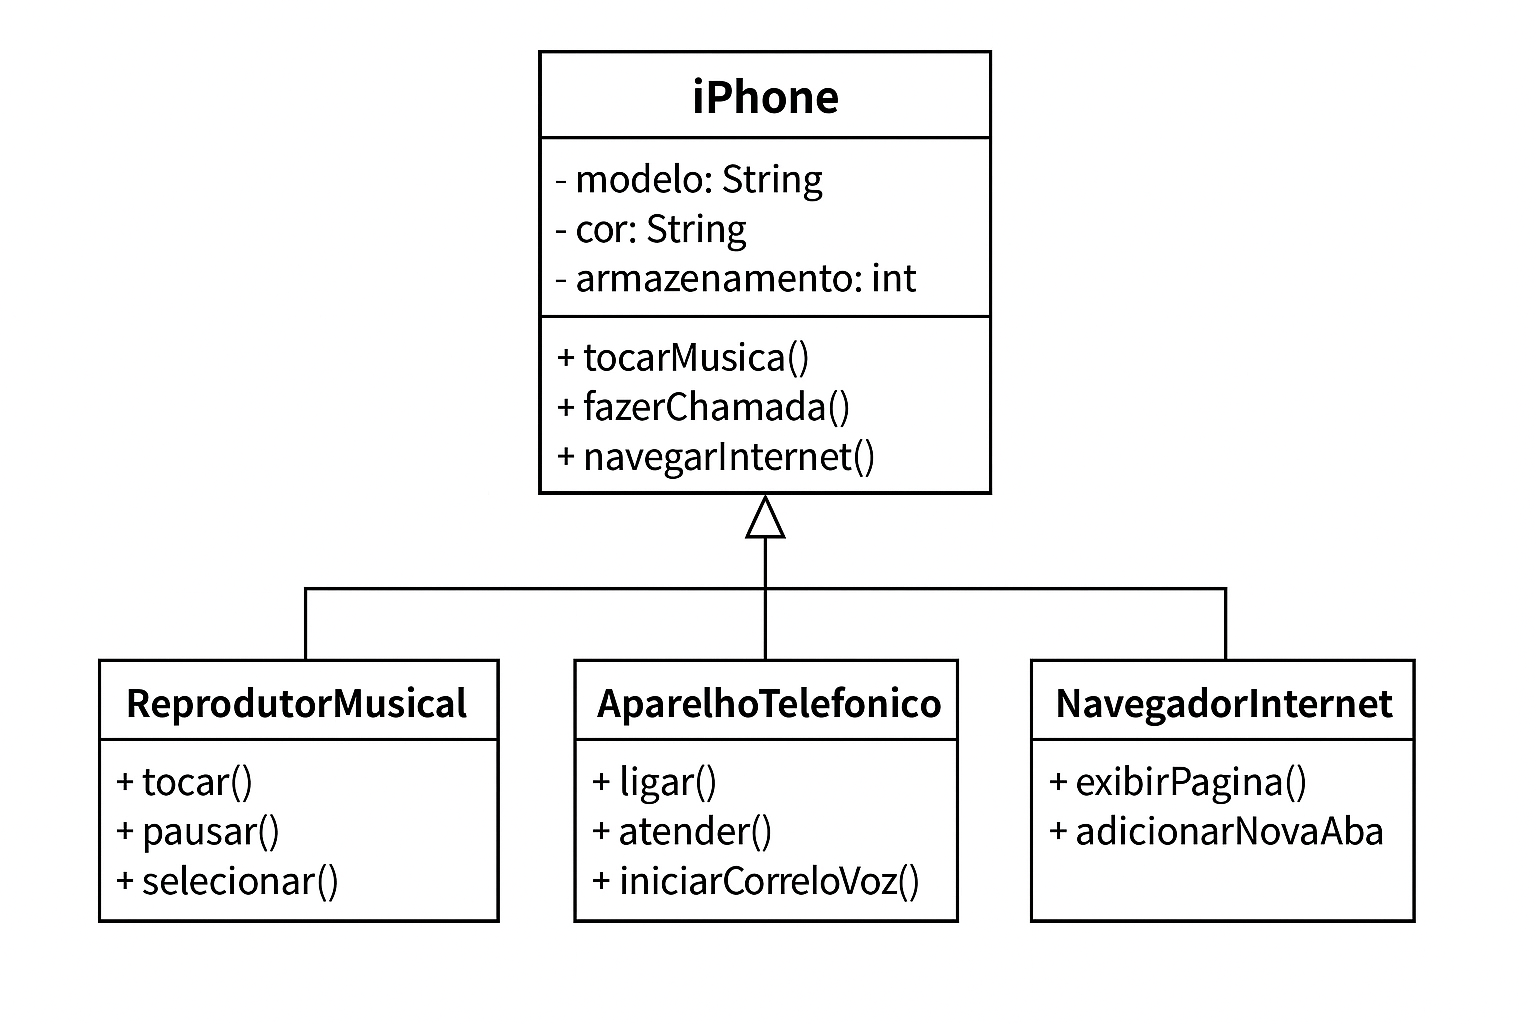 iPhone
- modelo: String
- cor: String
- armazenamento: int
+ tocarMusica()
+ fazerChamada()
+ navegarInternet()
ReprodutorMusical
+ tocar()
+ pausar()
+ selecionar()
AparelhoTelefonico
+ ligar()
+ atender()
+ iniciarCorreloVoz()
NavegadorInternet
+ exibirPagina()
+ adicionarNovaAba